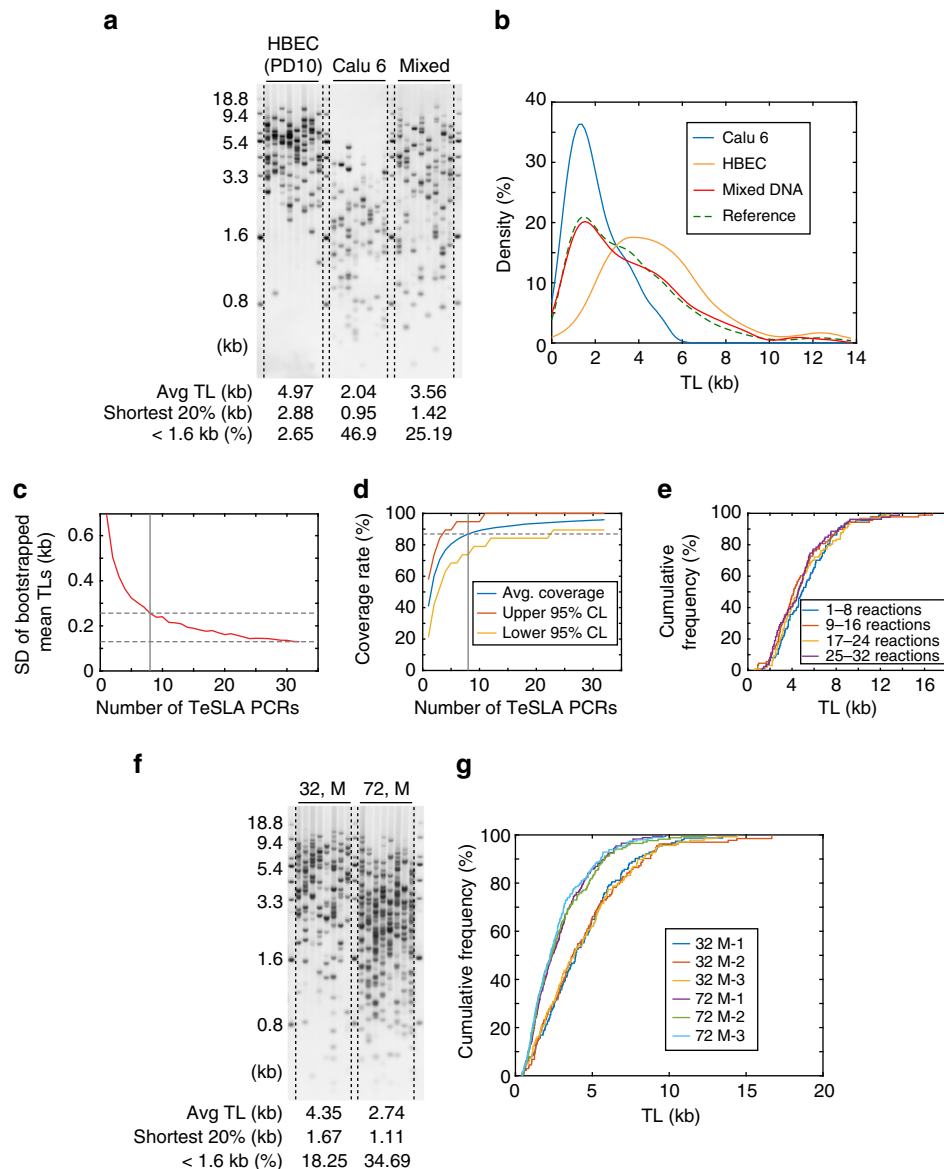 a
HBEC
(PD10) Calu 6 Mixed
18.8
9.4
5.4
3.3
1.6
0.8
(kb)
Avg TL (kb) 4.97 2.04 3.56
Shortest 20% (kb) 2.88 0.95 1.42
< 1.6 kb (%) 2.65 46.9 25.19
b
40
30
20
10
0
Density (%)
Calu 6
HBEC
Mixed DNA
Reference
0 2 4 6 8 10 12 14
TL (kb)
c
SD of bootstrapped
mean TLs (kb)
0.6
0.4
0.2
0
0 10 20 30
Number of TeSLA PCRs
d
Coverage rate (%)
100
80
60
40
20
0
Avg. coverage
Upper 95% CL
Lower 95% CL
0 10 20 30
Number of TeSLA PCRs
e
Cumulative
frequency (%)
100
80
60
40
20
0
1–8 reactions
9–16 reactions
17–24 reactions
25–32 reactions
0 4 8 12 16
TL (kb)
f
32, M 72, M
18.8
9.4
5.4
3.3
1.6
0.8
(kb)
Avg TL (kb) 4.35 2.74
Shortest 20% (kb) 1.67 1.11
< 1.6 kb (%) 18.25 34.69
g
Cumulative frequency (%)
100
80
60
40
20
0
32 M-1
32 M-2
32 M-3
72 M-1
72 M-2
72 M-3
0 5 10 15 20
TL (kb)